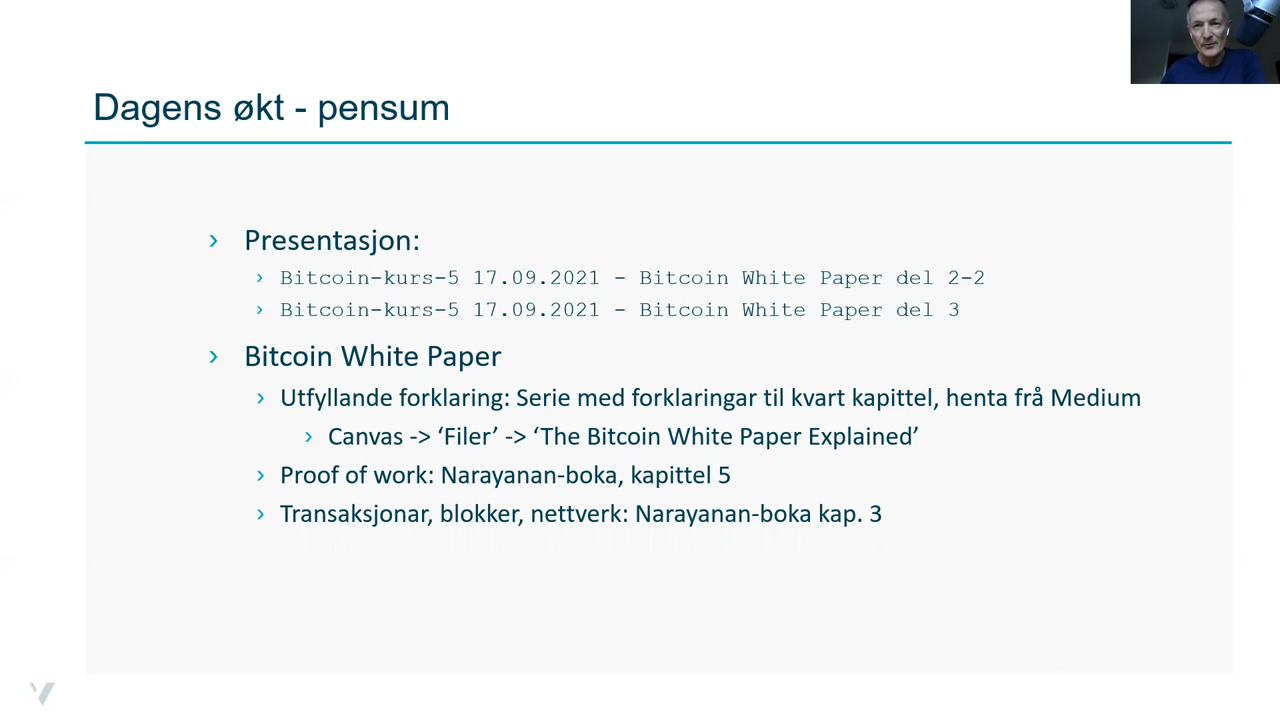 Dagens økt - pensum
Presentasjon:
Bitcoin-kurs-5 17.09.2021 - Bitcoin White Paper del 2-2
Bitcoin-kurs-5 17.09.2021 - Bitcoin White Paper del 3
Bitcoin White Paper
Utfyllande forklaring: Serie med forklaringar til kvart kapittel, henta frå Medium
Canvas -> ‘Filer’ -> ‘The Bitcoin White Paper Explained’
Proof of work: Narayanan-boka, kapittel 5
Transaksjonar, blokker, nettverk: Narayanan-boka kap. 3